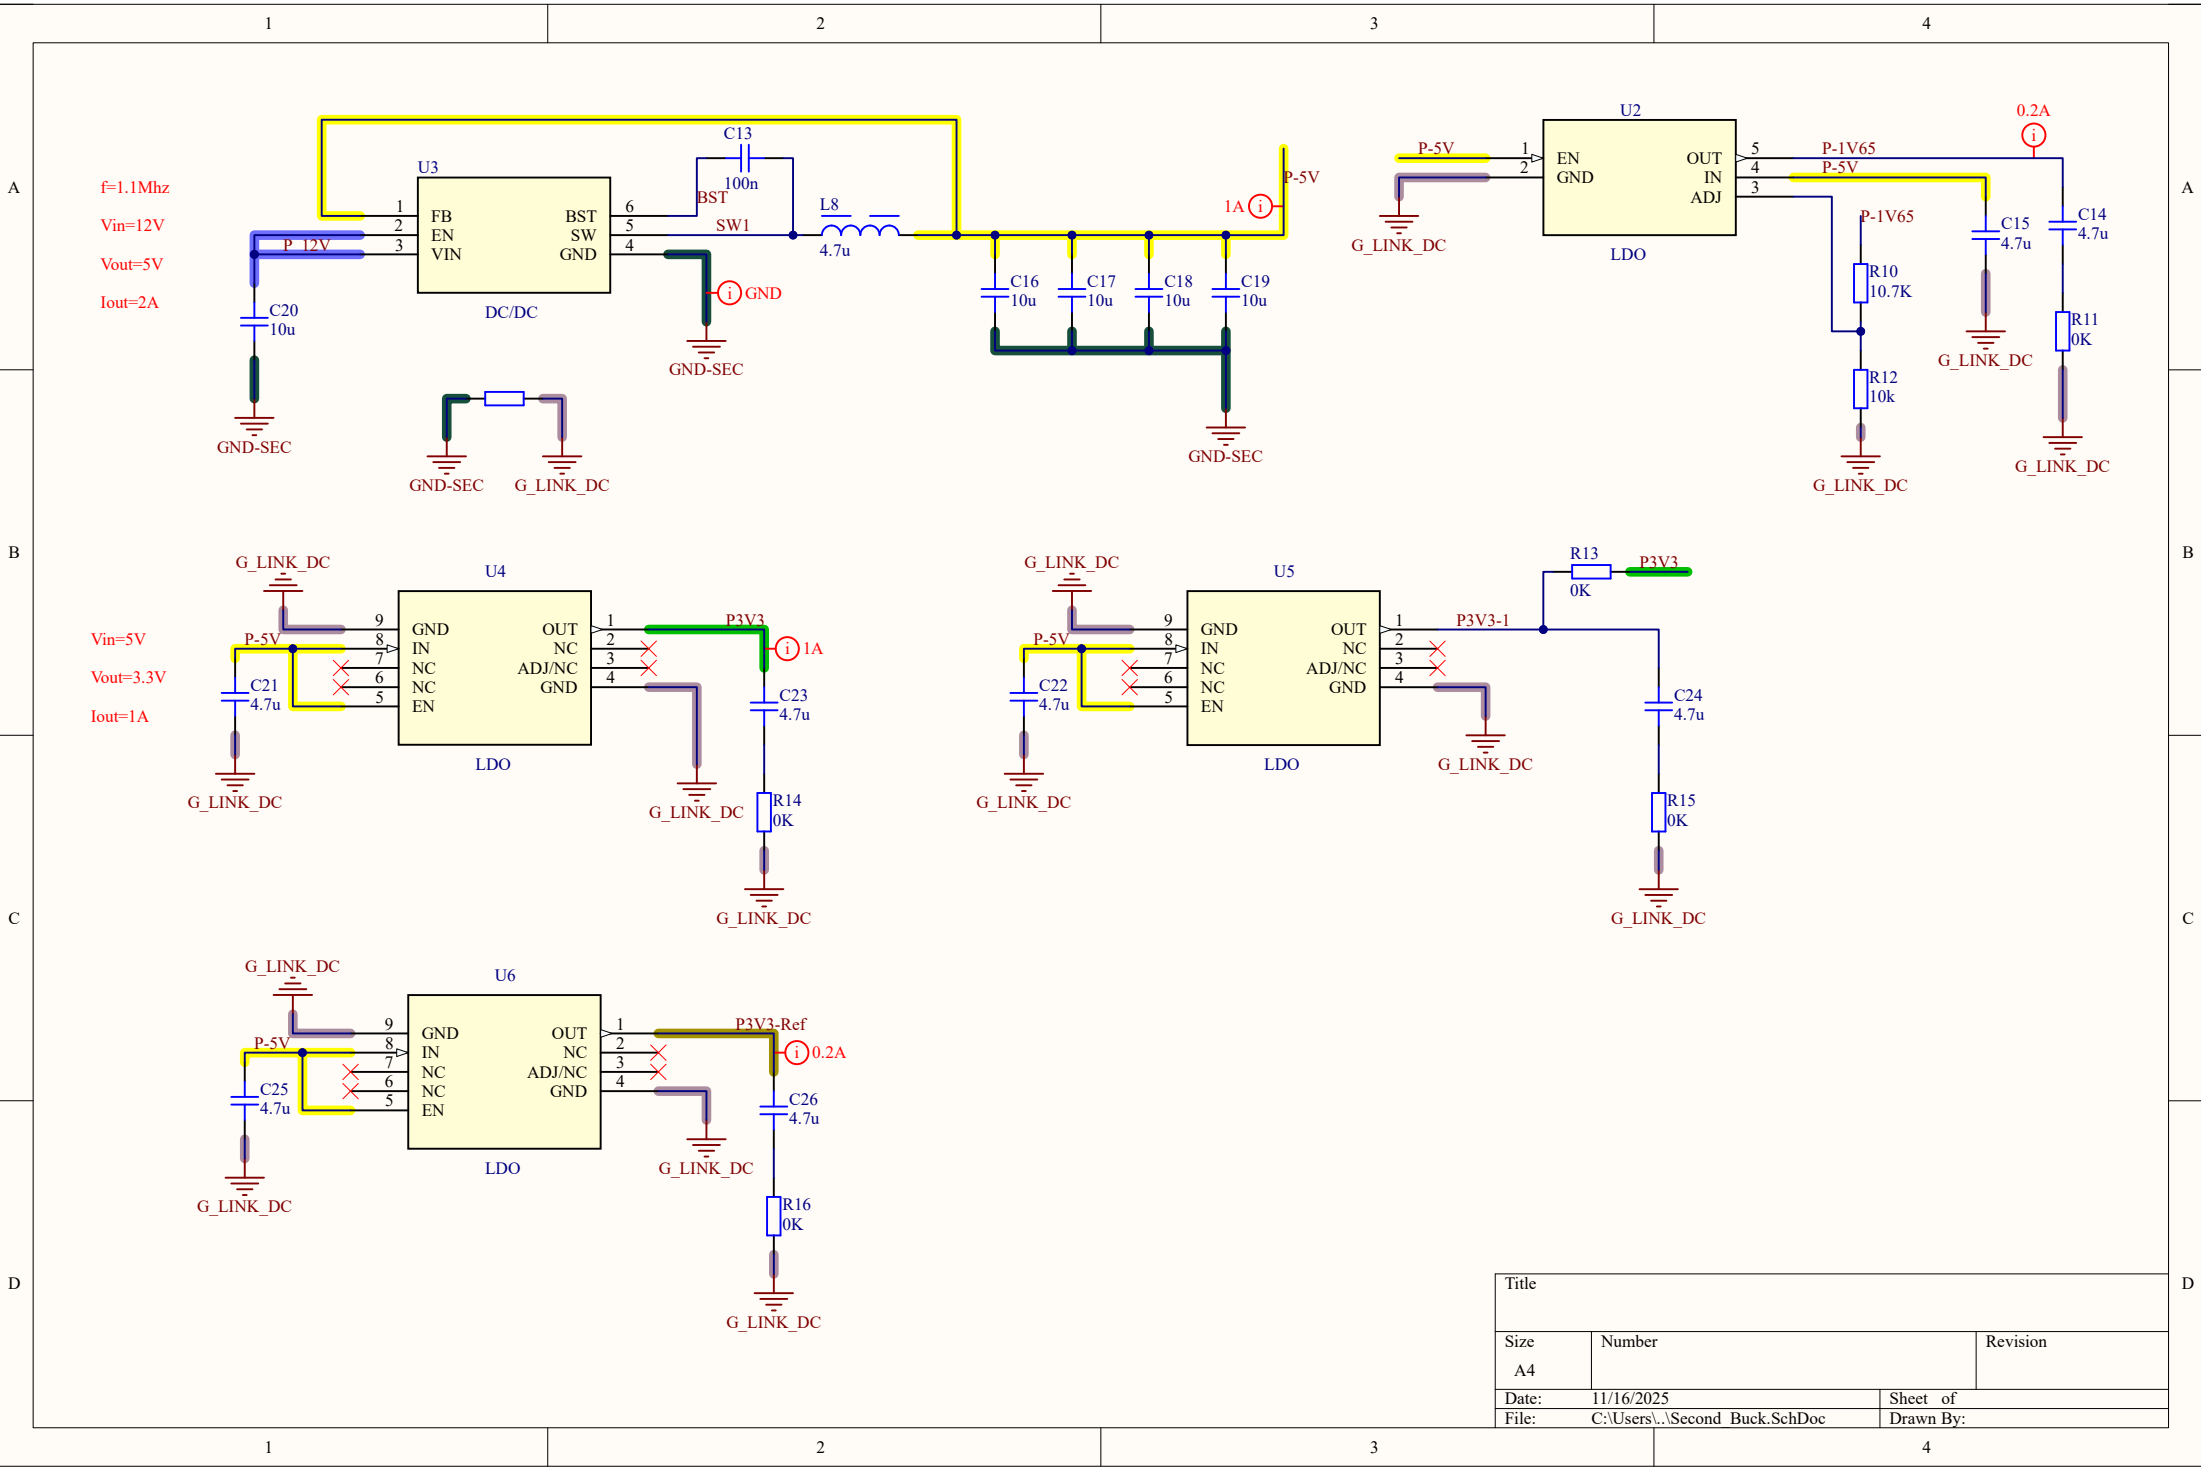 1 2 3 4
A
A
B
B
C
C
D
D
1 2 3 4
f=1.1Mhz
Vin=12V
Vout=5V
Iout=2A
U3
1 FB
2 EN
3 VIN
BST 6
SW 5
GND 4
DC/DC
P_12V
C20
10u
GND-SEC
C13
100n
BST
SW1
L8
4.7u
GND
GND-SEC
GND-SEC
G_LINK_DC
C16
10u
C17
10u
C18
10u
C19
10u
GND-SEC
1A
P-5V
U2
1 EN
2 GND
OUT 5
IN 4
ADJ 3
LDO
P-5V
G_LINK_DC
P-1V65
P-5V
0.2A
P-1V65
R10
10.7K
R12
10k
G_LINK_DC
C15
4.7u
G_LINK_DC
C14
4.7u
R11
0K
G_LINK_DC
Vin=5V
Vout=3.3V
Iout=1A
G_LINK_DC
U4
9 GND
8 IN
7 NC
6 NC
5 EN
OUT 1
NC 2
ADJ/NC 3
GND 4
LDO
P-5V
C21
4.7u
G_LINK_DC
P3V3
1A
C23
4.7u
G_LINK_DC
R14
0K
G_LINK_DC
G_LINK_DC
U5
9 GND
8 IN
7 NC
6 NC
5 EN
OUT 1
NC 2
ADJ/NC 3
GND 4
LDO
P-5V
C22
4.7u
G_LINK_DC
P3V3-1
R13
0K
P3V3
G_LINK_DC
C24
4.7u
R15
0K
G_LINK_DC
G_LINK_DC
U6
9 GND
8 IN
7 NC
6 NC
5 EN
OUT 1
NC 2
ADJ/NC 3
GND 4
LDO
P-5V
C25
4.7u
G_LINK_DC
P3V3-Ref
0.2A
C26
4.7u
G_LINK_DC
R16
0K
G_LINK_DC
Title
Size Number Revision
A4
Date: 11/16/2025 Sheet of
File: C:\Users\..\Second_Buck.SchDoc Drawn By: